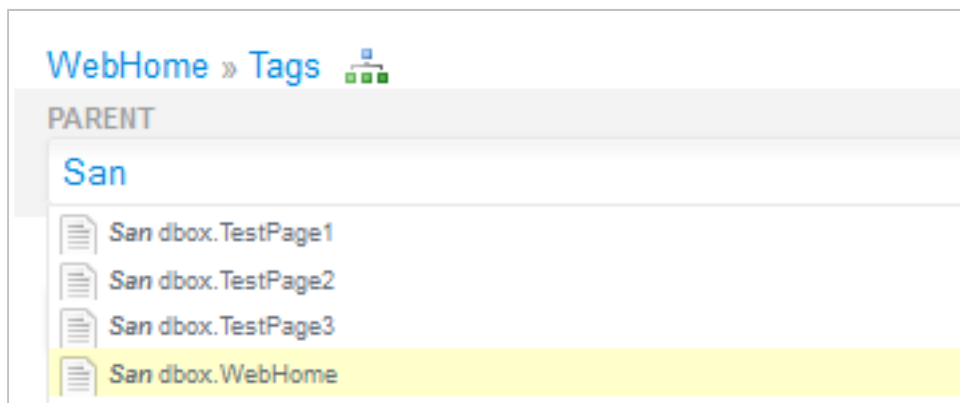 WebHome » Tags
PARENT
San
San dbox.TestPage1
San dbox.TestPage2
San dbox.TestPage3
San dbox.WebHome